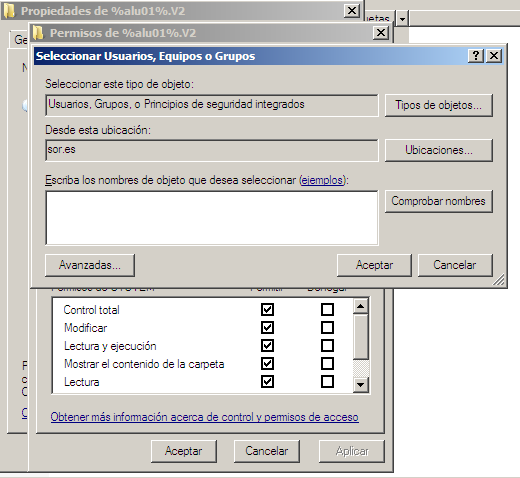 Propiedades de %alu01%.V2
Permisos de %alu01%.V2
Seleccionar Usuarios, Equipos o Grupos
Seleccionar este tipo de objeto:
Usuarios, Grupos, o Principios de seguridad integrados
Tipos de objetos...
Desde esta ubicación:
sor.es
Ubicaciones...
Escriba los nombres de objeto que desea seleccionar (ejemplos):
Comprobar nombres
Avanzadas...
Aceptar
Cancelar
Control total
Modificar
Lectura y ejecución
Mostrar el contenido de la carpeta
Lectura
Obtener más información acerca de control y permisos de acceso
Aceptar
Cancelar
Aplicar